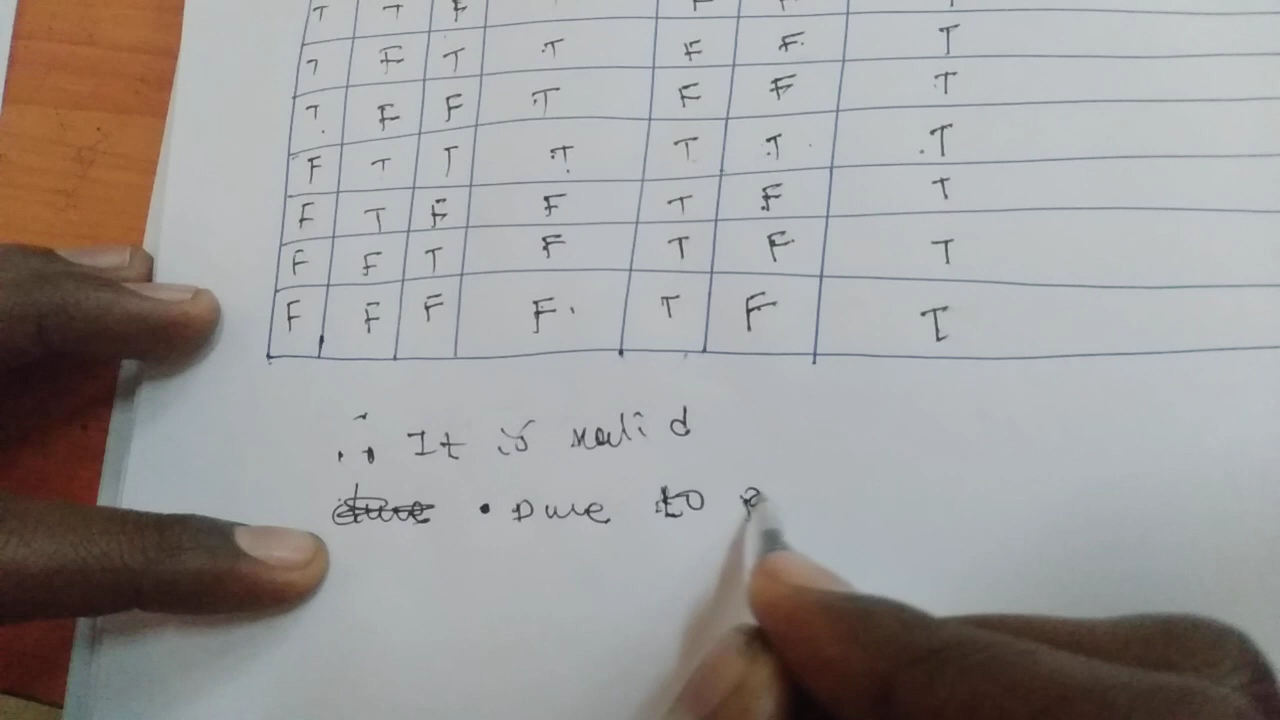 T T F T T F T
T F T T F F T
T F F T F F T
F T T T T T T
F T F F T F T
F F T F T F T
F F F F T F T
∴ It is valid
• Due to